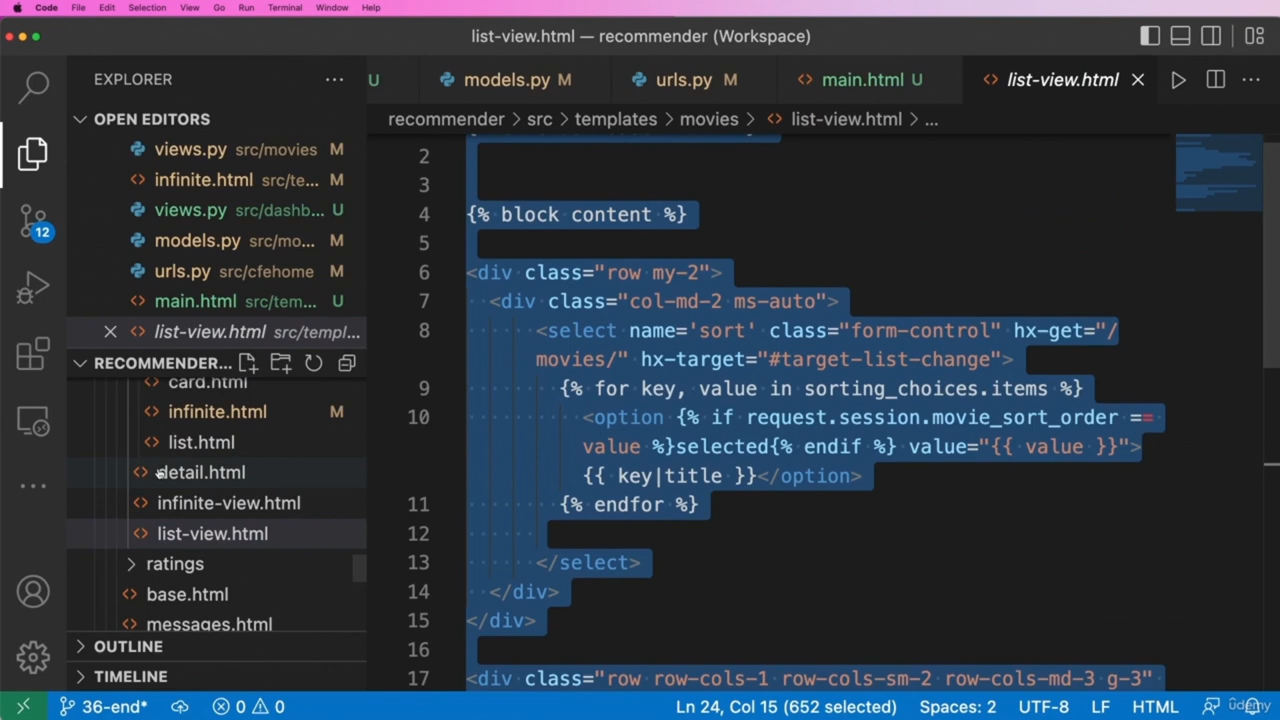 Code File Edit Selection View Go Run Terminal Window Help
list-view.html — recommender (Workspace)
EXPLORER
U models.py M urls.py M main.html U list-view.html
OPEN EDITORS
recommender > src > templates > movies > list-view.html > ...
views.py src/movies M
infinite.html src/te... M
views.py src/dashb... U
models.py src/mo... M
urls.py src/cfehome M
main.html src/tem... U
list-view.html src/templ...
RECOMMENDER...
card.html
infinite.html M
list.html
detail.html
infinite-view.html
list-view.html
ratings
base.html
messages.html
OUTLINE
TIMELINE
2
3
4 {% block content %}
5
6 <div class="row my-2">
7 <div class="col-md-2 ms-auto">
8 <select name='sort' class="form-control" hx-get="/
movies/" hx-target="#target-list-change">
9 {% for key, value in sorting_choices.items %}
10 <option {% if request.session.movie_sort_order ==
value %}selected{% endif %} value="{{ value }}">
{{ key|title }}</option>
11 {% endfor %}
12
13 </select>
14 </div>
15 </div>
16
17 <div class="row row-cols-1 row-cols-sm-2 row-cols-md-3 g-3"
12
36-end* 0 0 Ln 24, Col 15 (652 selected) Spaces: 2 UTF-8 LF HTML
udemy